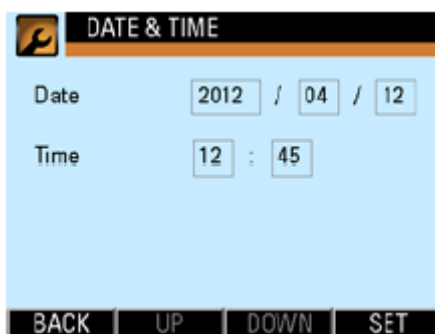 DATE & TIME
Date 2012 / 04 / 12
Time 12 : 45
BACK UP DOWN SET